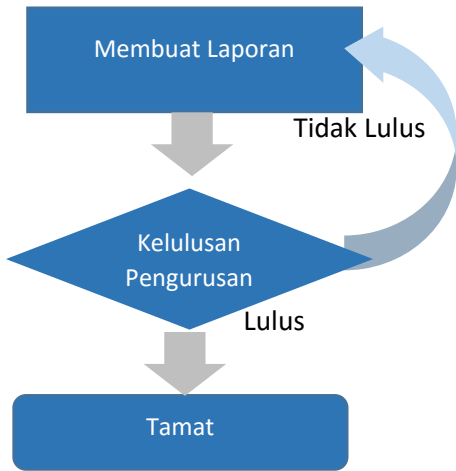 Membuat Laporan
Tidak Lulus
Kelulusan
Pengurusan
Lulus
Tamat